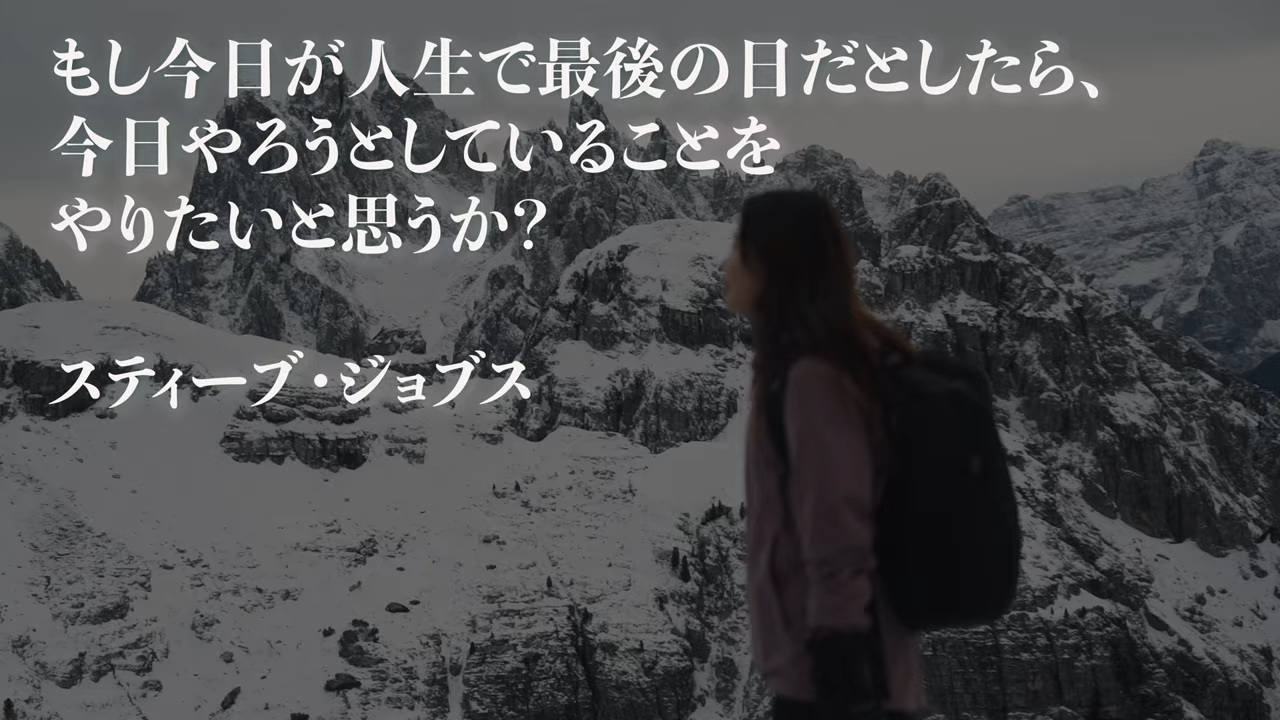 もし今日が人生で最後の日だとしたら、
今日やろうとしていることを
やりたいと思うか?
スティーブ・ジョブス